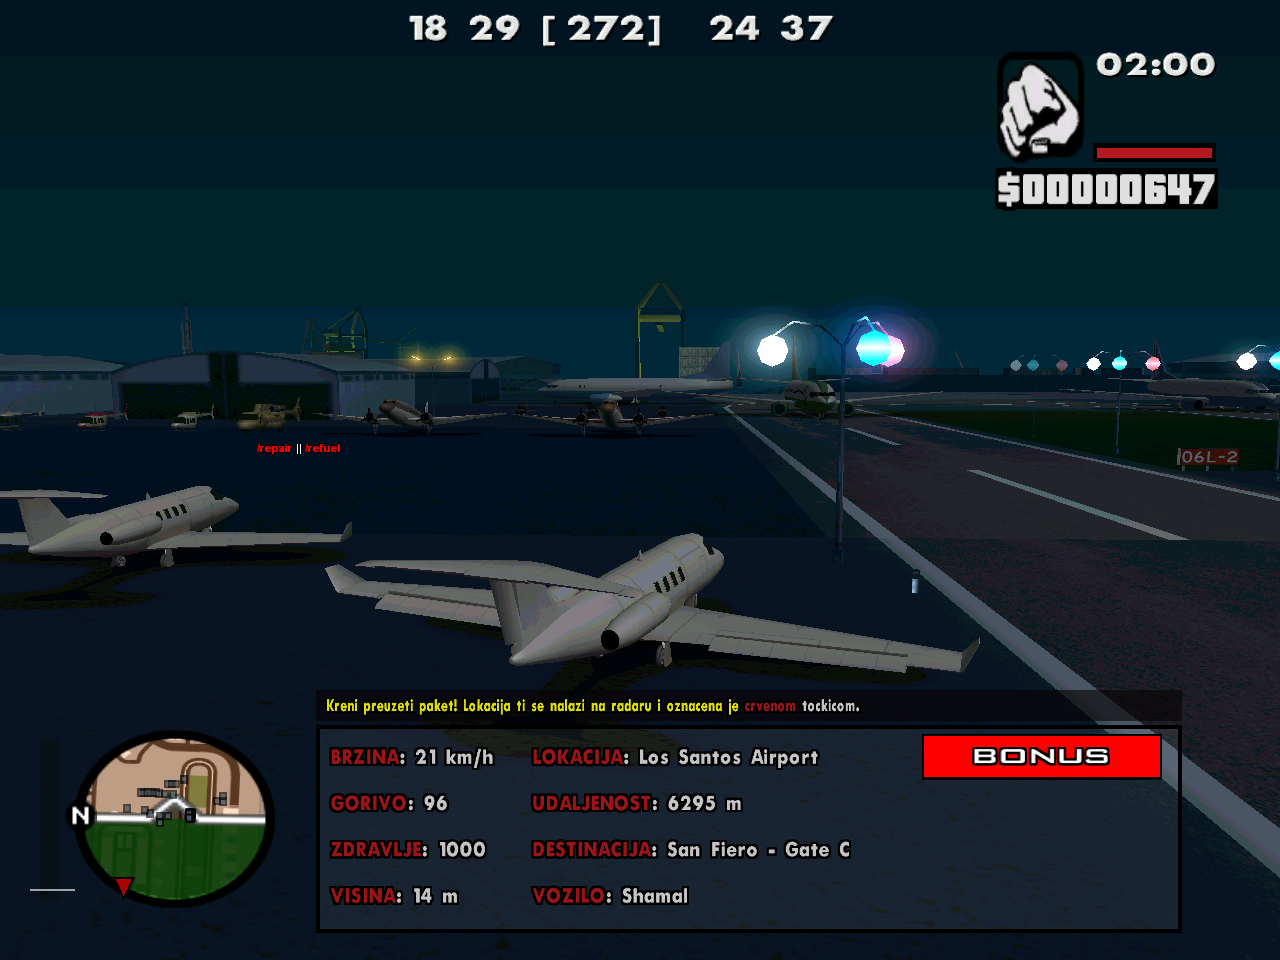 18 29 [ 272] 24 37
02:00
$00000647
/repair || /refuel
06L-2
Kreni preuzeti paket! Lokacija ti se nalazi na radaru i oznacena je crvenom tockicom.
BRZINA: 21 km/h LOKACIJA: Los Santos Airport BONUS
GORIVO: 96 UDALJENOST: 6295 m
N
ZDRAVLJE: 1000 DESTINACIJA: San Fiero - Gate C
VISINA: 14 m VOZILO: Shamal